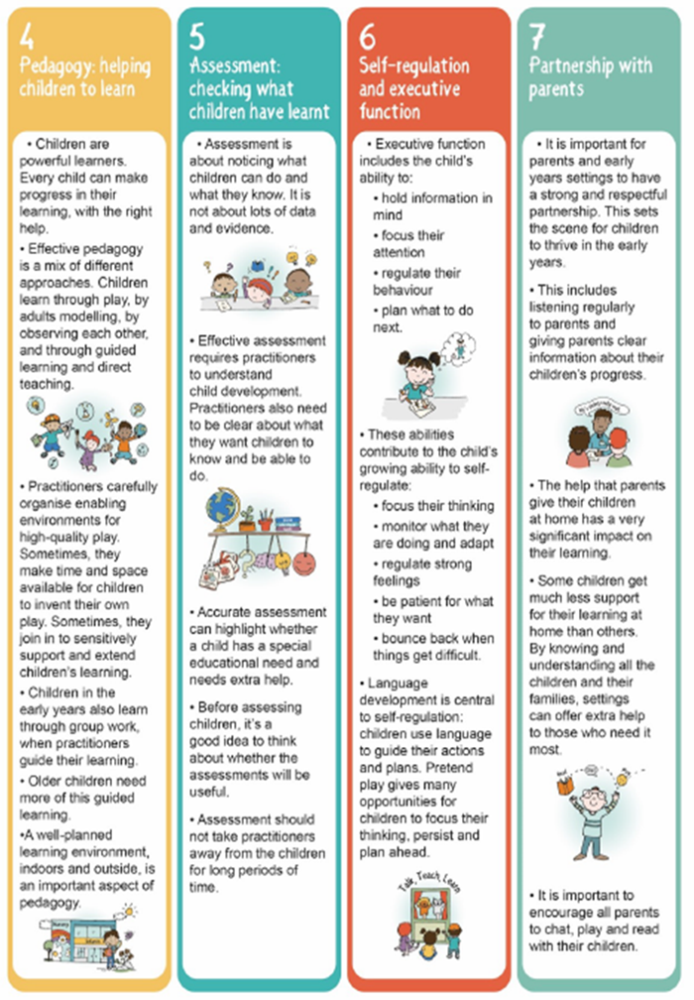 4
Pedagogy: helping
children to learn
• Children are
powerful learners.
Every child can make
progress in their
learning, with the right
help.
• Effective pedagogy
is a mix of different
approaches. Children
learn through play, by
adults modelling, by
observing each other,
and through guided
learning and direct
teaching.
• Practitioners carefully
organise enabling
environments for
high-quality play.
Sometimes, they
make time and space
available for children
to invent their own
play. Sometimes, they
join in to sensitively
support and extend
children's learning.
• Children in the
early years also learn
through group work,
when practitioners
guide their learning.
• Older children need
more of this guided
learning.
•A well-planned
learning environment,
indoors and outside, is
an important aspect of
pedagogy.
5
Assessment:
checking what
children have learnt
• Assessment is
about noticing what
children can do and
what they know. It is
not about lots of data
and evidence.
• Effective assessment
requires practitioners
to understand
child development.
Practitioners also need
to be clear about what
they want children to
know and be able to
do.
• Accurate assessment
can highlight whether
a child has a special
educational need and
needs extra help.
• Before assessing
children, it's a
good idea to think
about whether the
assessments will be
useful.
• Assessment should
not take practitioners
away from the children
for long periods of
time.
6
Self-regulation
and executive
function
• Executive function
includes the child's
ability to:
• hold information in
mind
• focus their
attention
• regulate their
behaviour
• plan what to do
next.
• These abilities
contribute to the child's
growing ability to self-
regulate:
• focus their thinking
• monitor what they
are doing and adapt
• regulate strong
feelings
• be patient for what
they want
• bounce back when
things get difficult.
• Language
development is central
to self-regulation:
children use language
to guide their actions
and plans. Pretend
play gives many
opportunities for
children to focus their
thinking, persist and
plan ahead.
Talk, Teach, Learn
7
Partnership with
parents
• It is important for
parents and early
years settings to have
a strong and respectful
partnership. This sets
the scene for children
to thrive in the early
years.
• This includes
listening regularly
to parents and
giving parents clear
information about their
children's progress.
• The help that parents
give their children
at home has a very
significant impact on
their learning.
• Some children get
much less support
for their learning at
home than others.
By knowing and
understanding all the
children and their
families, settings
can offer extra help
to those who need it
most.
• It is important to
encourage all parents
to chat, play and read
with their children.